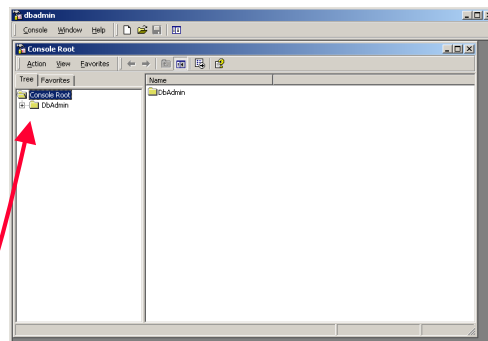 dbadmin
Console Window Help
Console Root
Action View Favorites
Tree Favorites
Name
Console Root
DbAdmin
DbAdmin